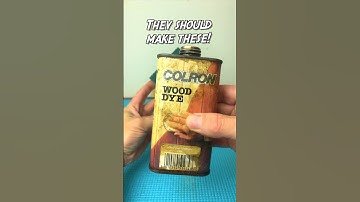 THEY SHOULD
MAKE THESE!
COLRON
WOOD
DYE